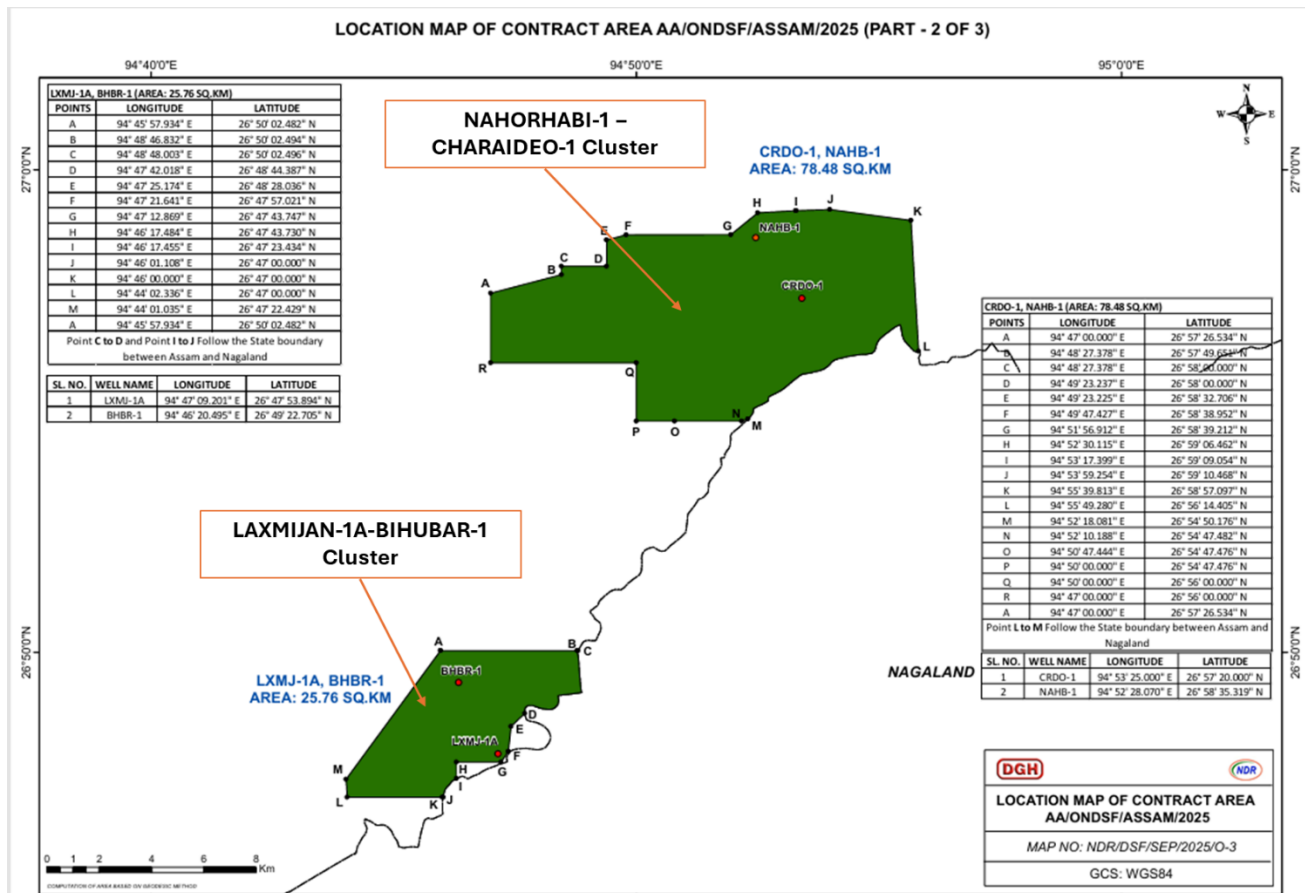 LOCATION MAP OF CONTRACT AREA AA/ONDSF/ASSAM/2025 (PART - 2 OF 3)
94°40'0"E 94°50'0"E 95°0'0"E
LXMJ-1A, BHBR-1 (AREA: 25.76 SQ.KM)
POINTS LONGITUDE LATITUDE
A 94° 45' 57.934" E 26° 50' 02.482" N
B 94° 48' 46.832" E 26° 50' 02.494" N
C 94° 48' 48.003" E 26° 50' 02.496" N
D 94° 47' 42.018" E 26° 48' 44.387" N
E 94° 47' 25.174" E 26° 48' 28.036" N
F 94° 47' 21.641" E 26° 47' 57.021" N
G 94° 47' 12.869" E 26° 47' 43.747" N
H 94° 46' 17.484" E 26° 47' 43.730" N
I 94° 46' 17.455" E 26° 47' 23.434" N
J 94° 46' 01.108" E 26° 47' 00.000" N
K 94° 46' 00.000" E 26° 47' 00.000" N
L 94° 44' 02.336" E 26° 47' 00.000" N
M 94° 44' 01.035" E 26° 47' 22.429" N
A 94° 45' 57.934" E 26° 50' 02.482" N
Point C to D and Point I to J Follow the State boundary
between Assam and Nagaland
SL. NO. WELL NAME LONGITUDE LATITUDE
1 LXMJ-1A 94° 47' 09.201" E 26° 47' 53.894" N
2 BHBR-1 94° 46' 20.495" E 26° 49' 22.705" N
NAHORHABI-1 –
CHARAIDEO-1 Cluster
CRDO-1, NAHB-1
AREA: 78.48 SQ.KM
N
W E
S
27°0'0"N
27°0'0"N
H I J K
E F G
NAHB-1
C D
B
A
CRDO-1
L
R Q
P O N M
CRDO-1, NAHB-1 (AREA: 78.48 SQ.KM)
POINTS LONGITUDE LATITUDE
A 94° 47' 00.000" E 26° 57' 26.534" N
B 94° 48' 27.378" E 26° 57' 49.651" N
C 94° 48' 27.378" E 26° 58' 00.000" N
D 94° 49' 23.237" E 26° 58' 00.000" N
E 94° 49' 23.225" E 26° 58' 32.706" N
F 94° 49' 47.427" E 26° 58' 38.952" N
G 94° 51' 56.912" E 26° 58' 39.212" N
H 94° 52' 30.115" E 26° 59' 06.462" N
I 94° 53' 17.399" E 26° 59' 09.054" N
J 94° 53' 59.254" E 26° 59' 10.468" N
K 94° 55' 39.813" E 26° 58' 57.097" N
L 94° 55' 49.280" E 26° 56' 14.405" N
M 94° 52' 18.081" E 26° 54' 50.176" N
N 94° 52' 10.188" E 26° 54' 47.482" N
O 94° 50' 47.444" E 26° 54' 47.476" N
P 94° 50' 00.000" E 26° 54' 47.476" N
Q 94° 50' 00.000" E 26° 56' 00.000" N
R 94° 47' 00.000" E 26° 56' 00.000" N
A 94° 47' 00.000" E 26° 57' 26.534" N
Point L to M Follow the State boundary between Assam and
Nagaland
SL. NO. WELL NAME LONGITUDE LATITUDE
1 CRDO-1 94° 53' 25.000" E 26° 57' 20.000" N
2 NAHB-1 94° 52' 28.070" E 26° 58' 35.319" N
LAXMIJAN-1A-BIHUBAR-1
Cluster
26°50'0"N
26°50'0"N
NAGALAND
LXMJ-1A, BHBR-1
AREA: 25.76 SQ.KM
A B C
BHBR-1
D
E
LXMJ-1A
F
H G
M I
L K J
0 2 4 8
Km
COMPUTATION OF AREA BASED ON GEODESIC METHOD
DGH NDR
LOCATION MAP OF CONTRACT AREA
AA/ONDSF/ASSAM/2025
MAP NO: NDR/DSF/SEP/2025/O-3
GCS: WGS84